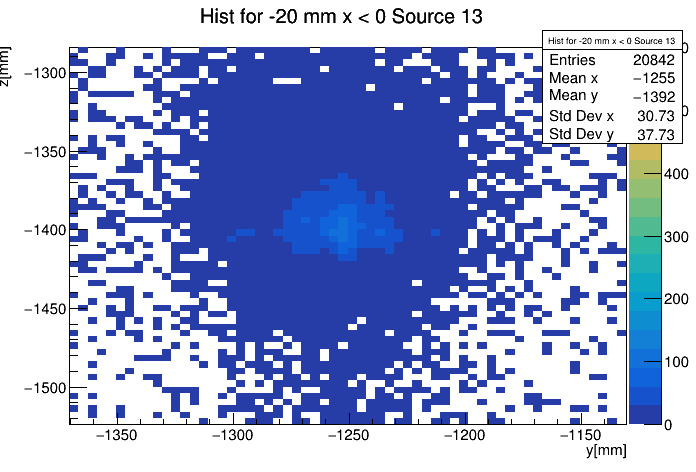 Hist for -20 mm x < 0 Source 13
z[mm]
Hist for -20 mm x < 0 Source 13
Entries 20842
Mean x −1255
Mean y −1392
Std Dev x 30.73
Std Dev y 37.73
−1300
−1350
−1400
−1450
−1500
400
300
200
100
0
−1350
−1300
−1250
−1200
−1150
y[mm]